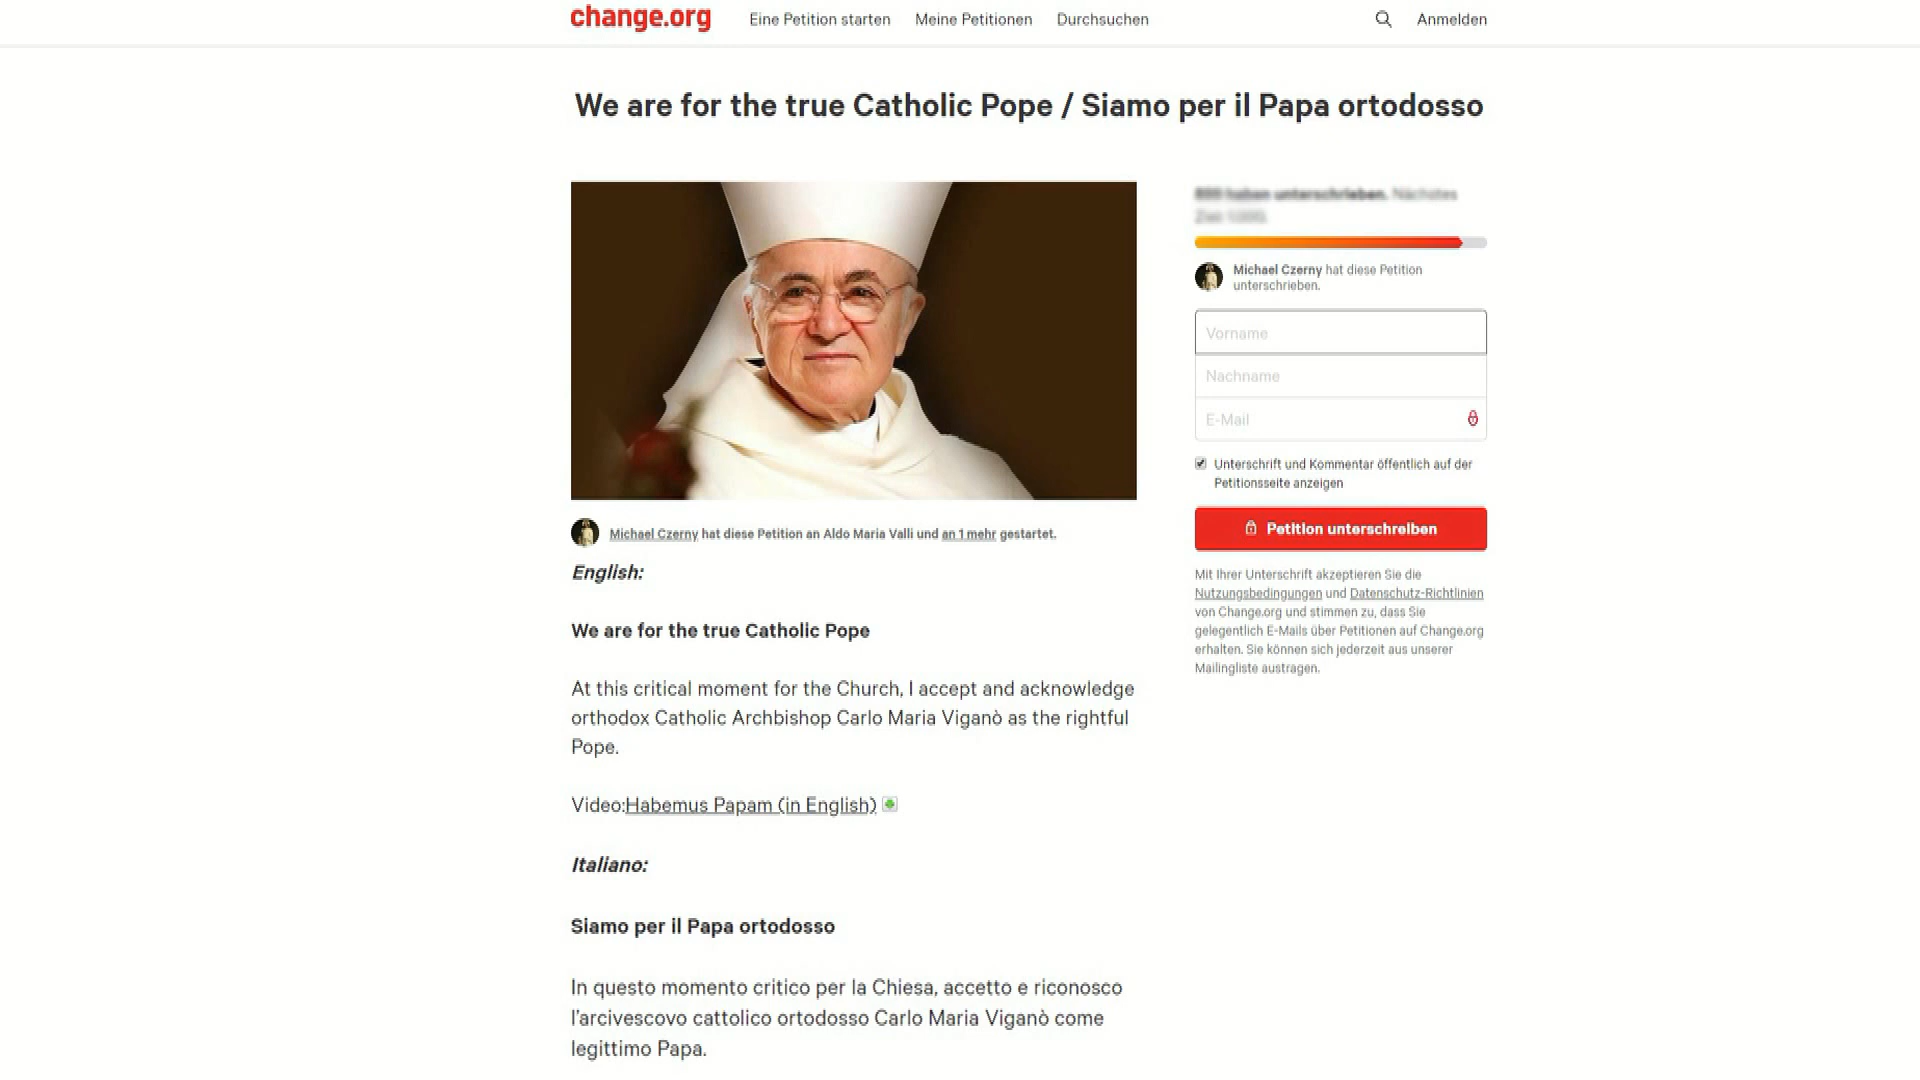 change.org
Eine Petition starten
Meine Petitionen
Durchsuchen
Anmelden
We are for the true Catholic Pope / Siamo per il Papa ortodosso
Michael Czerny hat diese Petition an Aldo Maria Valli und an 1 mehr gestartet.
English:
We are for the true Catholic Pope
At this critical moment for the Church, I accept and acknowledge
orthodox Catholic Archbishop Carlo Maria Viganò as the rightful
Pope.
Video:Habemus Papam (in English)
Italiano:
Siamo per il Papa ortodosso
In questo momento critico per la Chiesa, accetto e riconosco
l'arcivescovo cattolico ortodosso Carlo Maria Viganò come
legittimo Papa.
haben unterschrieben. Nächstes
Michael Czerny hat diese Petition
unterschrieben.
Vorname
Nachname
E-Mail
Unterschrift und Kommentar öffentlich auf der
Petitionsseite anzeigen
Petition unterschreiben
Mit Ihrer Unterschrift akzeptieren Sie die
Nutzungsbedingungen und Datenschutz-Richtlinien
von Change.org und stimmen zu, dass Sie
gelegentlich E-Mails über Petitionen auf Change.org
erhalten. Sie können sich jederzeit aus unserer
Mailingliste austragen.